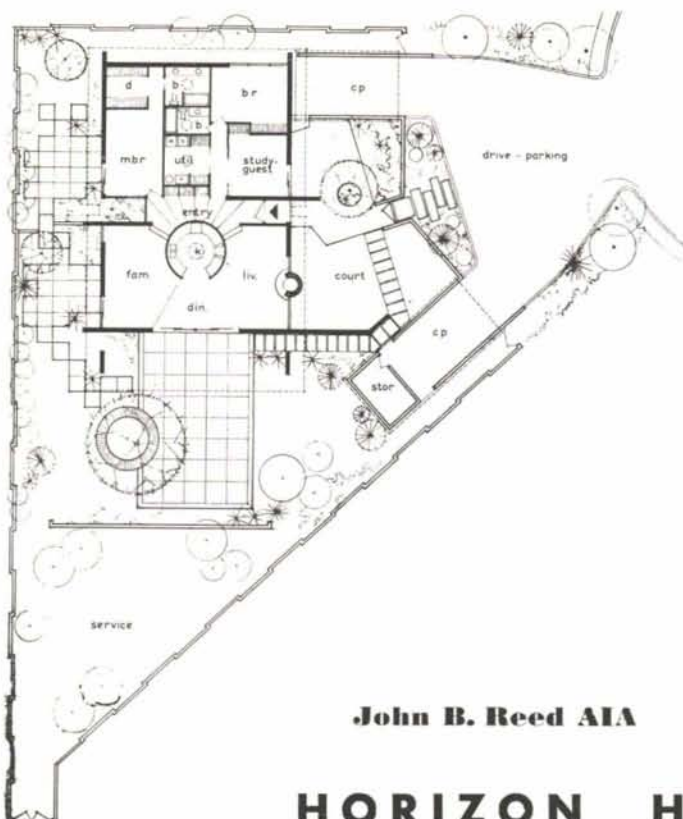 cp
d
b
br
b
drive - parking
mbr
util
study-
guest
entry
k
fam.
liv.
court
din.
cp
stor
service
John B. Reed AIA
HORIZON H